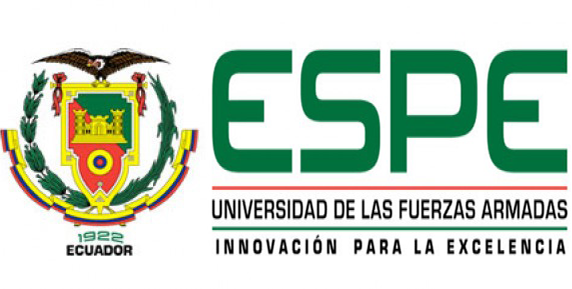 1922
ECUADOR
ESPE
UNIVERSIDAD DE LAS FUERZAS ARMADAS
INNOVACIÓN PARA LA EXCELENCIA